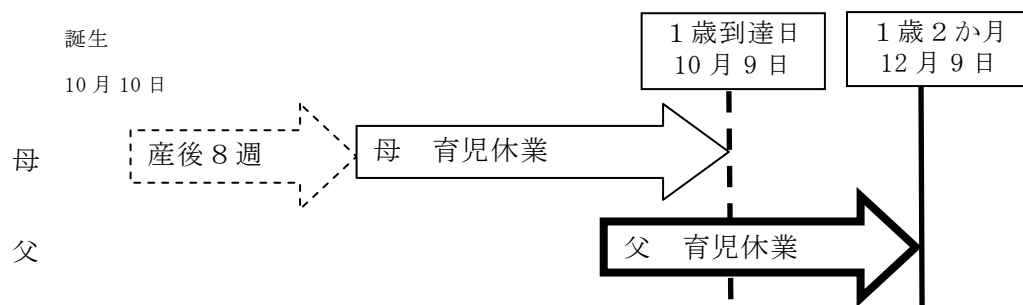 誕生
10月10日
１歳到達日
10月9日
１歳２か月
12月9日
母
産後８週
母　育児休業
父
父　育児休業